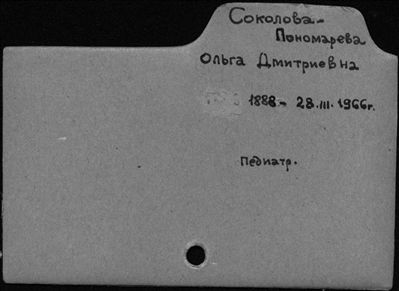 Соколова-
Пономарева
Ольга Дмитриевна
1888 - 28.III.1966г.
Педиатр.